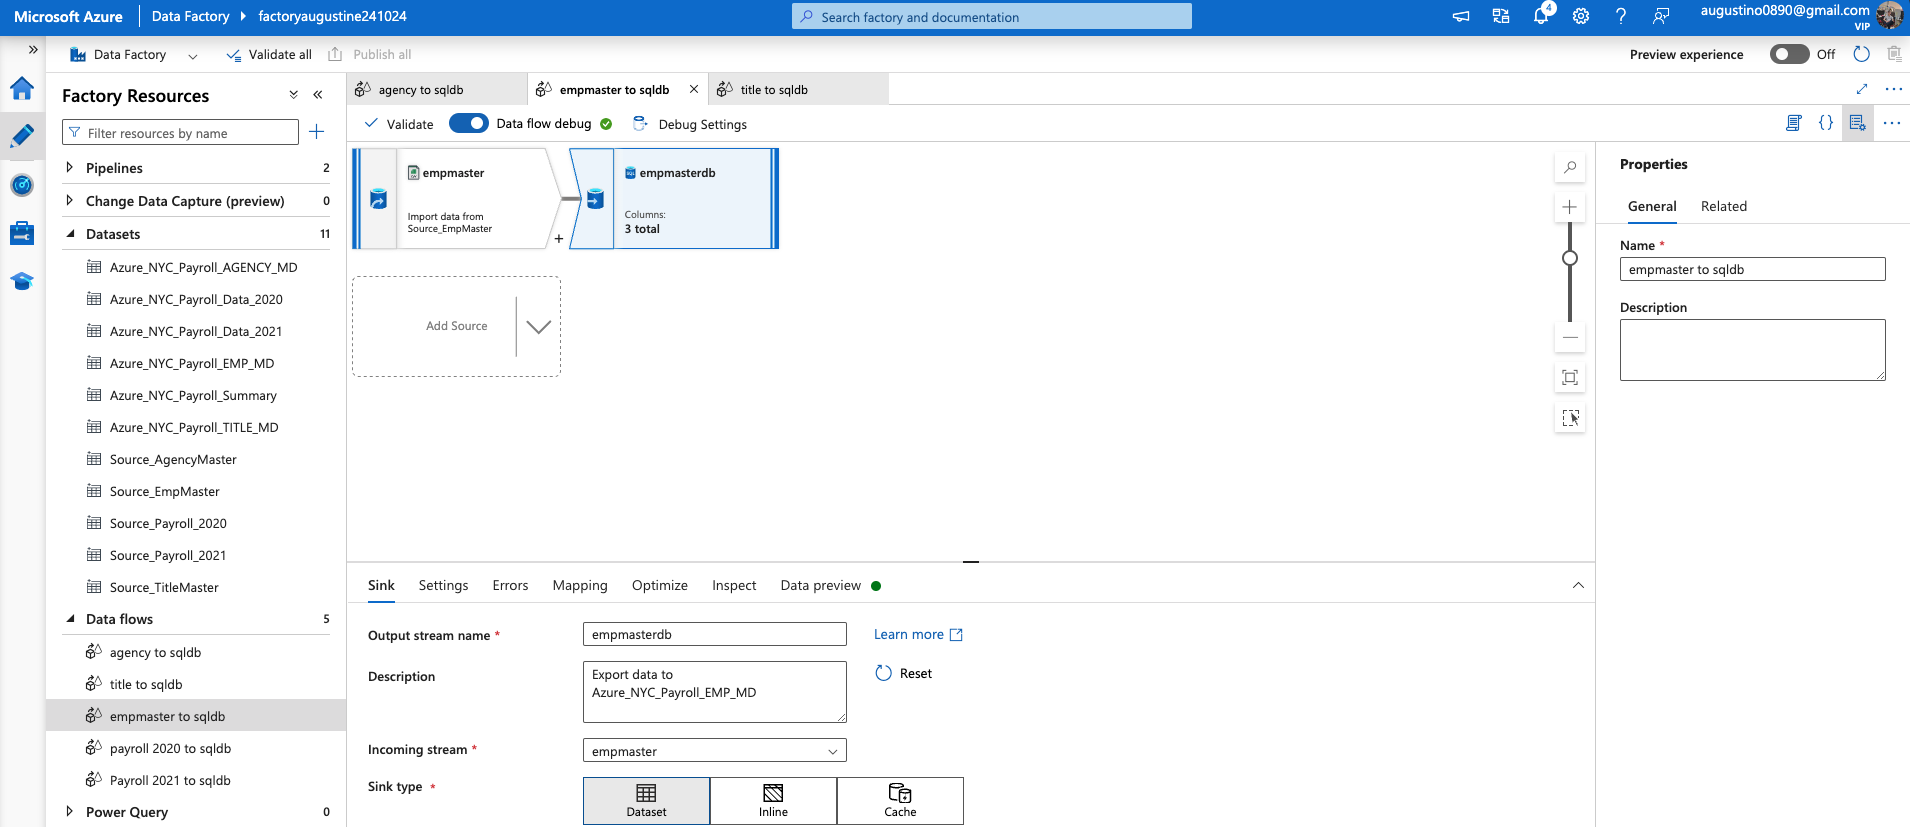 Microsoft Azure
Data Factory
factoryaugustine241024
Search factory and documentation
4
augustino0890@gmail.com
VIP
Data Factory
Validate all
Publish all
Preview experience
Off
Factory Resources
Filter resources by name
Pipelines
2
Change Data Capture (preview)
0
Datasets
11
Azure_NYC_Payroll_AGENCY_MD
Azure_NYC_Payroll_Data_2020
Azure_NYC_Payroll_Data_2021
Azure_NYC_Payroll_EMP_MD
Azure_NYC_Payroll_Summary
Azure_NYC_Payroll_TITLE_MD
Source_AgencyMaster
Source_EmpMaster
Source_Payroll_2020
Source_Payroll_2021
Source_TitleMaster
Data flows
5
agency to sqldb
title to sqldb
empmaster to sqldb
payroll 2020 to sqldb
Payroll 2021 to sqldb
Power Query
0
agency to sqldb
empmaster to sqldb
title to sqldb
Validate
Data flow debug
Debug Settings
empmaster
Import data from
Source_EmpMaster
+
empmasterdb
Columns:
3 total
Add Source
Sink
Settings
Errors
Mapping
Optimize
Inspect
Data preview
Output stream name *
empmasterdb
Learn more
Description
Export data to
Azure_NYC_Payroll_EMP_MD
Reset
Incoming stream *
empmaster
Sink type *
Dataset
Inline
Cache
Properties
General
Related
Name *
empmaster to sqldb
Description